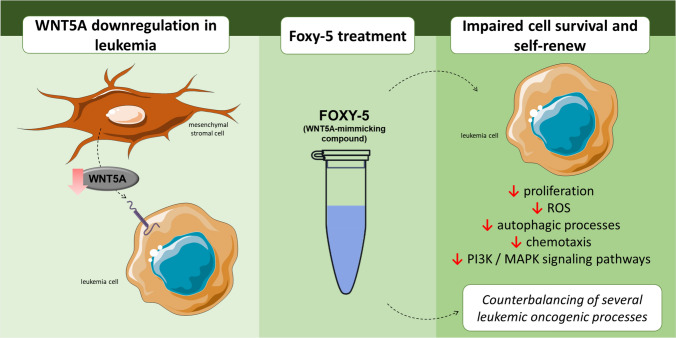 WNT5A downregulation in
leukemia
mesenchymal
stromal cell
WNT5A
leukemia cell
Foxy-5 treatment
FOXY-5
(WNT5A-mimmicking
compound)
Impaired cell survival and
self-renew
leukemia cell
↓ proliferation
↓ ROS
↓ autophagic processes
↓ chemotaxis
↓ PI3K / MAPK signaling pathways
Counterbalancing of several
leukemic oncogenic processes